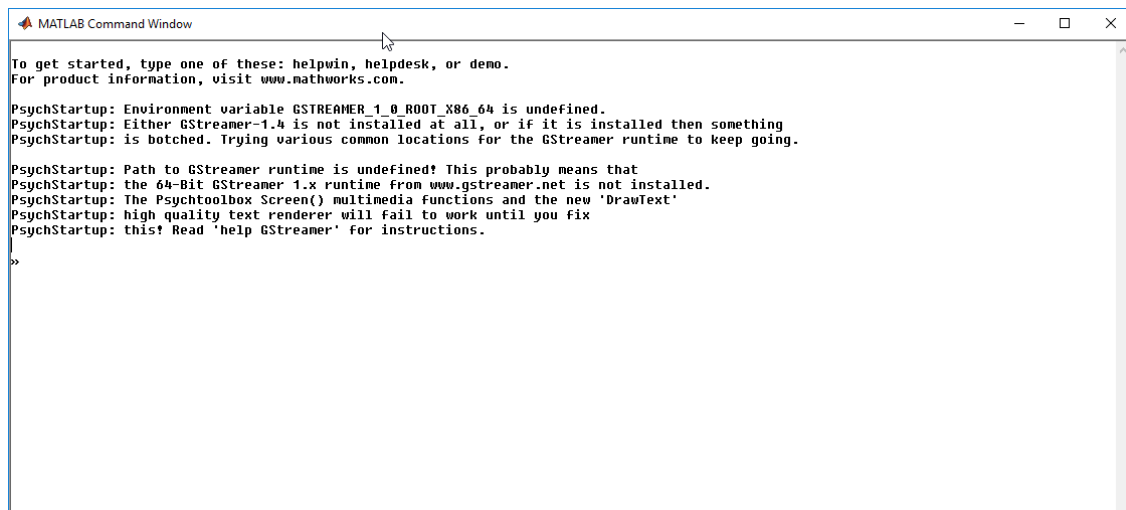 MATLAB Command Window
To get started, type one of these: helpwin, helpdesk, or demo.
For product information, visit www.mathworks.com.
PsychStartup: Environment variable GSTREAMER_1_0_ROOT_X86_64 is undefined.
PsychStartup: Either GStreamer-1.4 is not installed at all, or if it is installed then something
PsychStartup: is botched. Trying various common locations for the GStreamer runtime to keep going.
PsychStartup: Path to GStreamer runtime is undefined! This probably means that
PsychStartup: the 64-Bit GStreamer 1.x runtime from www.gstreamer.net is not installed.
PsychStartup: The Psychtoolbox Screen() multimedia functions and the new 'DrawText'
PsychStartup: high quality text renderer will fail to work until you fix
PsychStartup: this! Read 'help GStreamer' for instructions.
»